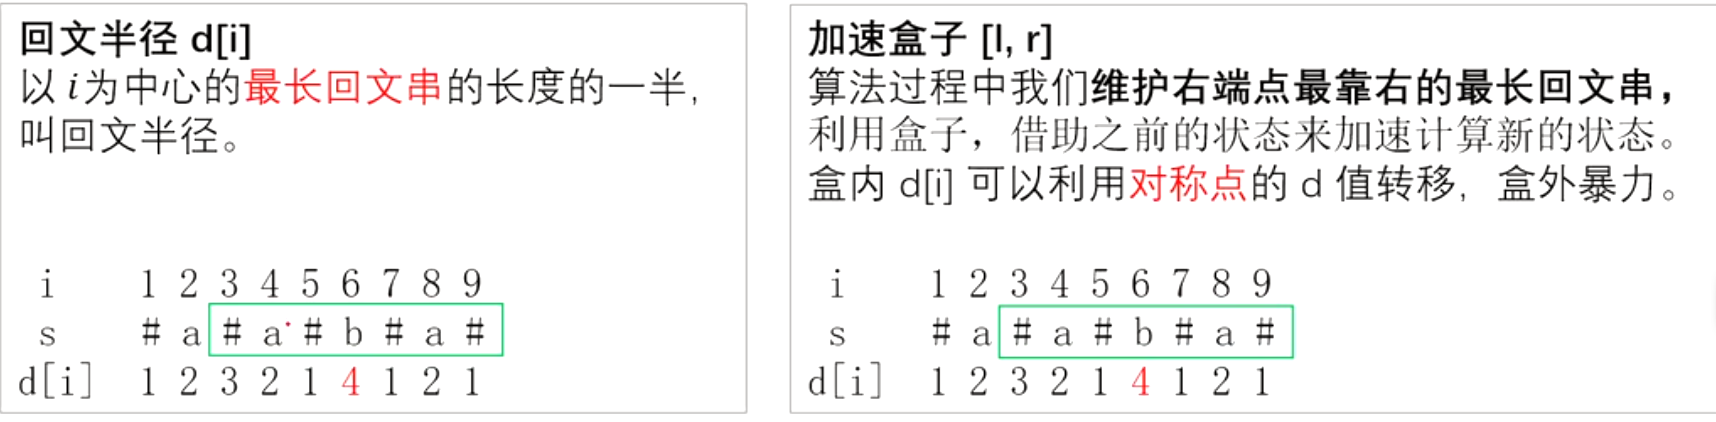 回文半径 d[i]
以 i为中心的最长回文串的长度的一半,
叫回文半径。
i 1 2 3 4 5 6 7 8 9
s # a # a # b # a #
d[i] 1 2 3 2 1 4 1 2 1
加速盒子 [l, r]
算法过程中我们维护右端点最靠右的最长回文串，
利用盒子，借助之前的状态来加速计算新的状态。
盒内 d[i] 可以利用对称点的 d 值转移, 盒外暴力。
i 1 2 3 4 5 6 7 8 9
s # a # a # b # a #
d[i] 1 2 3 2 1 4 1 2 1